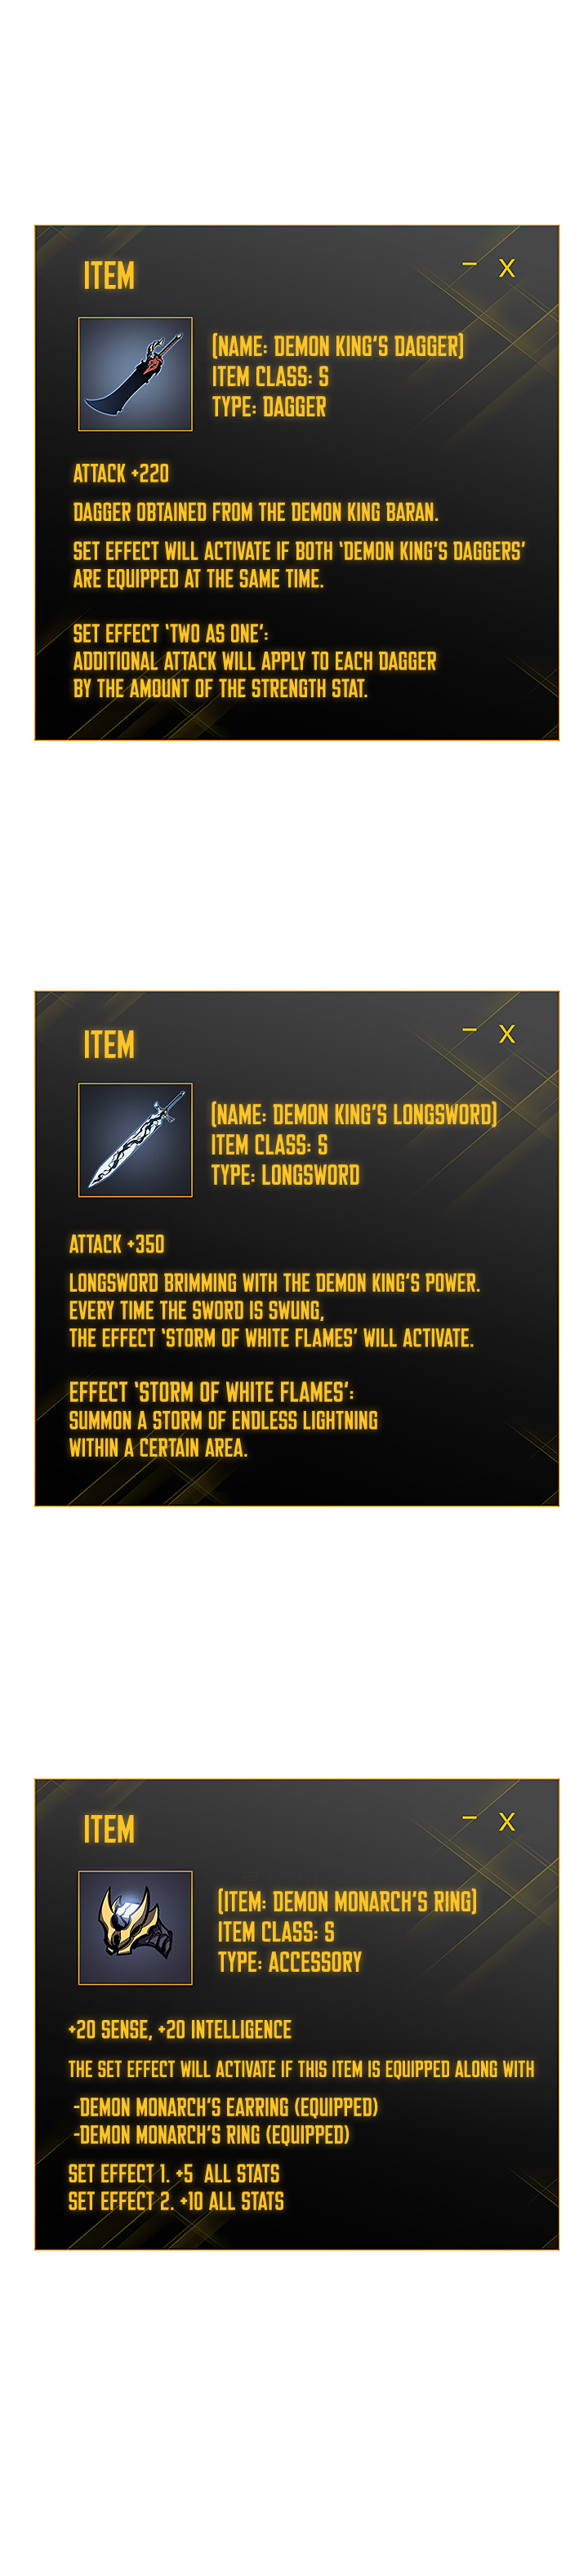 ITEM
– X
[NAME: DEMON KING'S DAGGER]
ITEM CLASS: S
TYPE: DAGGER
ATTACK +220
DAGGER OBTAINED FROM THE DEMON KING BARAN.
SET EFFECT WILL ACTIVATE IF BOTH 'DEMON KING'S DAGGERS'
ARE EQUIPPED AT THE SAME TIME.
SET EFFECT 'TWO AS ONE':
ADDITIONAL ATTACK WILL APPLY TO EACH DAGGER
BY THE AMOUNT OF THE STRENGTH STAT.
ITEM
– X
[NAME: DEMON KING'S LONGSWORD]
ITEM CLASS: S
TYPE: LONGSWORD
ATTACK +350
LONGSWORD BRIMMING WITH THE DEMON KING'S POWER.
EVERY TIME THE SWORD IS SWUNG,
THE EFFECT 'STORM OF WHITE FLAMES' WILL ACTIVATE.
EFFECT 'STORM OF WHITE FLAMES':
SUMMON A STORM OF ENDLESS LIGHTNING
WITHIN A CERTAIN AREA.
ITEM
– X
[ITEM: DEMON MONARCH'S RING]
ITEM CLASS: S
TYPE: ACCESSORY
+20 SENSE, +20 INTELLIGENCE
THE SET EFFECT WILL ACTIVATE IF THIS ITEM IS EQUIPPED ALONG WITH
-DEMON MONARCH'S EARRING (EQUIPPED)
-DEMON MONARCH'S RING (EQUIPPED)
SET EFFECT 1. +5 ALL STATS
SET EFFECT 2. +10 ALL STATS